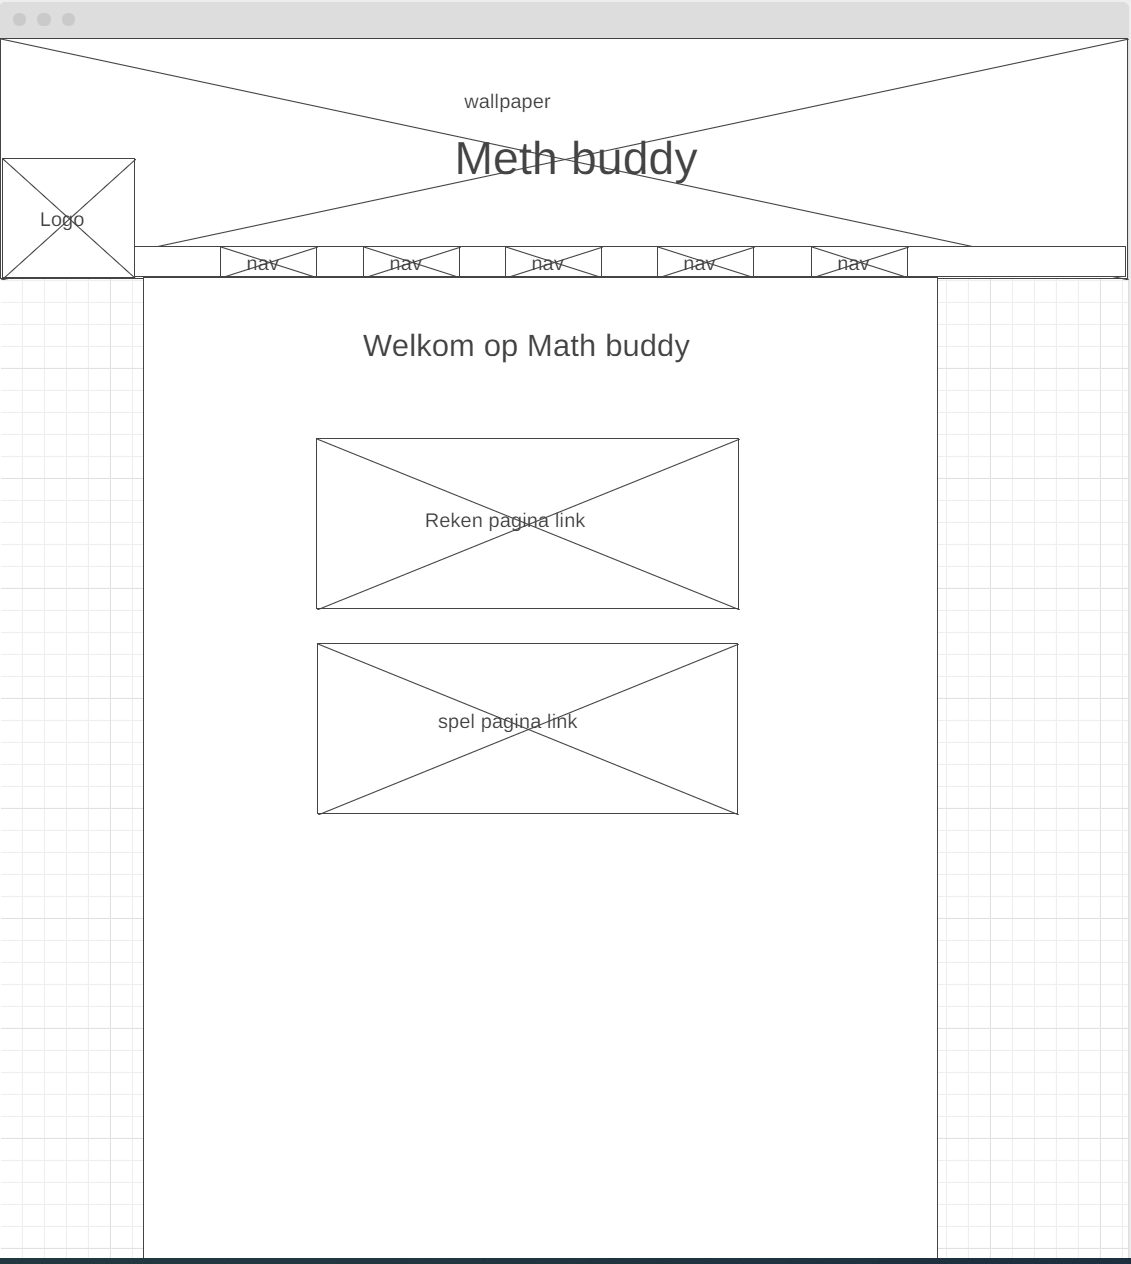 wallpaper
Meth buddy
Logo
nav nav nav nav nav
Welkom op Math buddy
Reken pagina link
spel pagina link